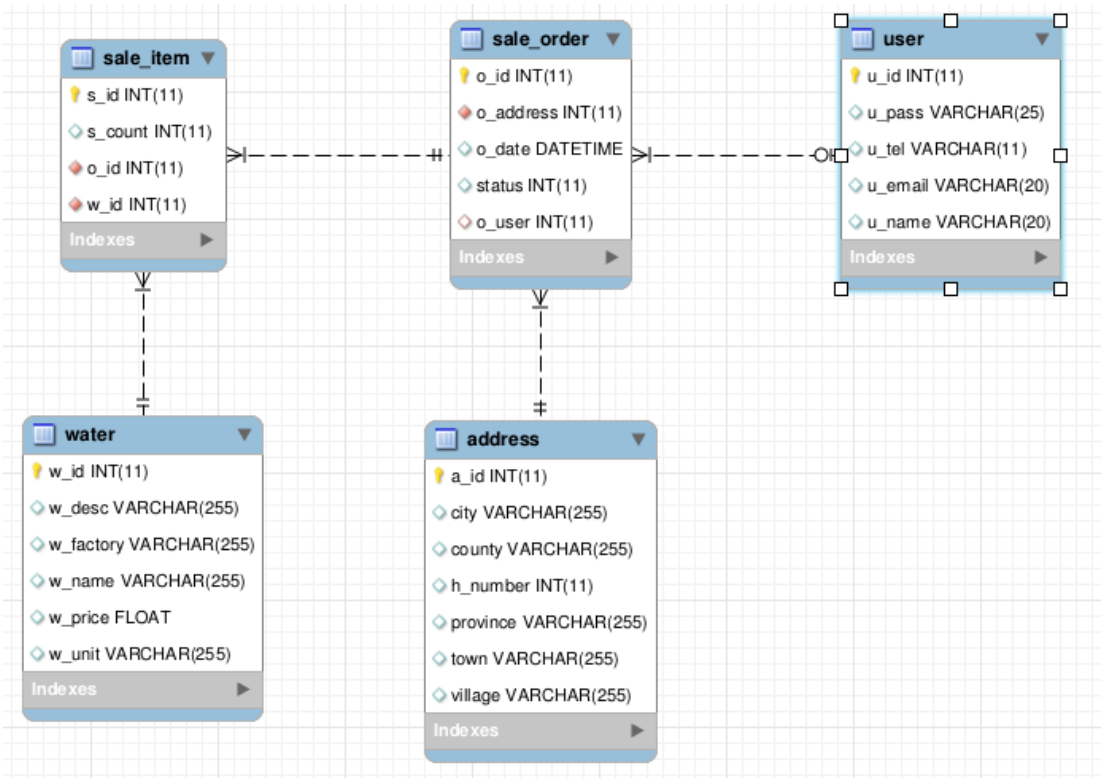 sale_item
s_id INT(11)
s_count INT(11)
o_id INT(11)
w_id INT(11)
Indexes
sale_order
o_id INT(11)
o_address INT(11)
o_date DATETIME
status INT(11)
o_user INT(11)
Indexes
user
u_id INT(11)
u_pass VARCHAR(25)
u_tel VARCHAR(11)
u_email VARCHAR(20)
u_name VARCHAR(20)
Indexes
water
w_id INT(11)
w_desc VARCHAR(255)
w_factory VARCHAR(255)
w_name VARCHAR(255)
w_price FLOAT
w_unit VARCHAR(255)
Indexes
address
a_id INT(11)
city VARCHAR(255)
county VARCHAR(255)
h_number INT(11)
province VARCHAR(255)
town VARCHAR(255)
village VARCHAR(255)
Indexes